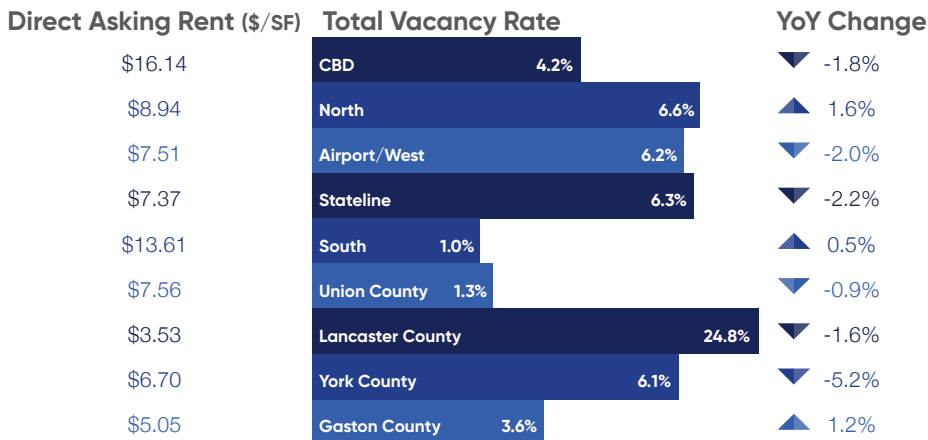 Direct Asking Rent ($/SF) Total Vacancy Rate YoY Change
$16.14 CBD 4.2% -1.8%
$8.94 North 6.6% 1.6%
$7.51 Airport/West 6.2% -2.0%
$7.37 Stateline 6.3% -2.2%
$13.61 South 1.0% 0.5%
$7.56 Union County 1.3% -0.9%
$3.53 Lancaster County 24.8% -1.6%
$6.70 York County 6.1% -5.2%
$5.05 Gaston County 3.6% 1.2%